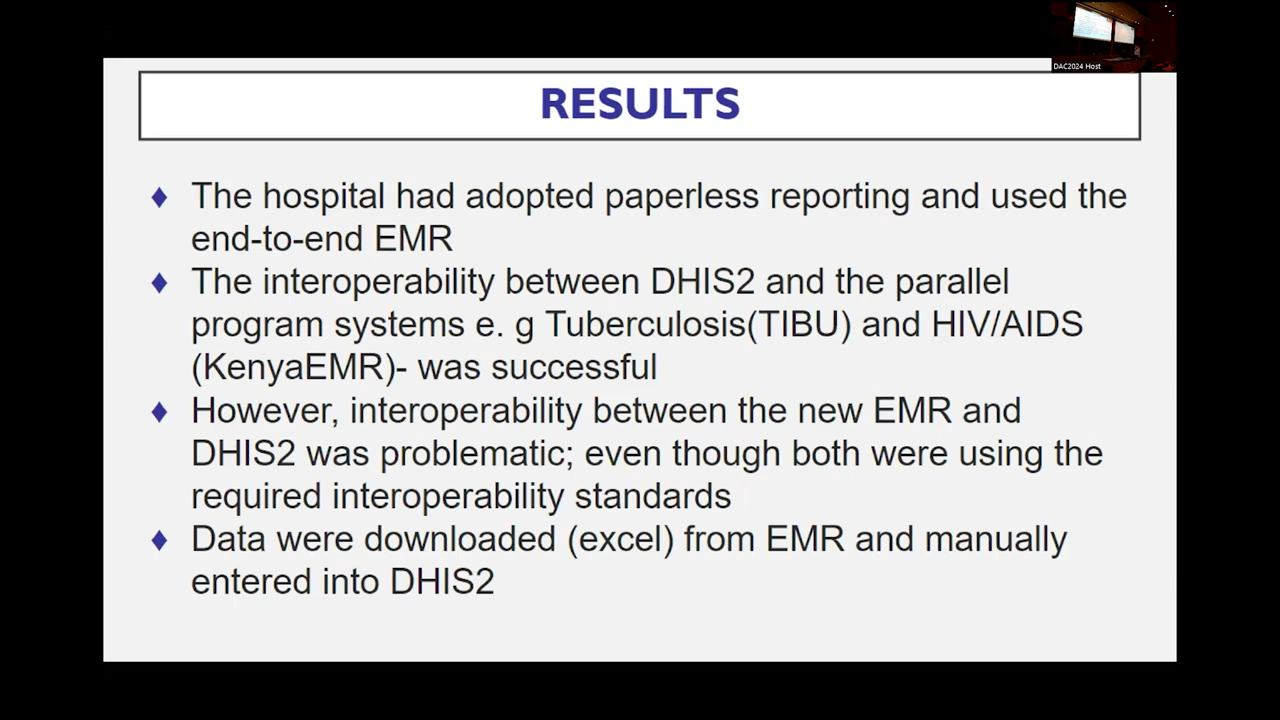 DAC2024 Host
RESULTS
♦ The hospital had adopted paperless reporting and used the
end-to-end EMR
♦ The interoperability between DHIS2 and the parallel
program systems e. g Tuberculosis(TIBU) and HIV/AIDS
(KenyaEMR)- was successful
♦ However, interoperability between the new EMR and
DHIS2 was problematic; even though both were using the
required interoperability standards
♦ Data were downloaded (excel) from EMR and manually
entered into DHIS2